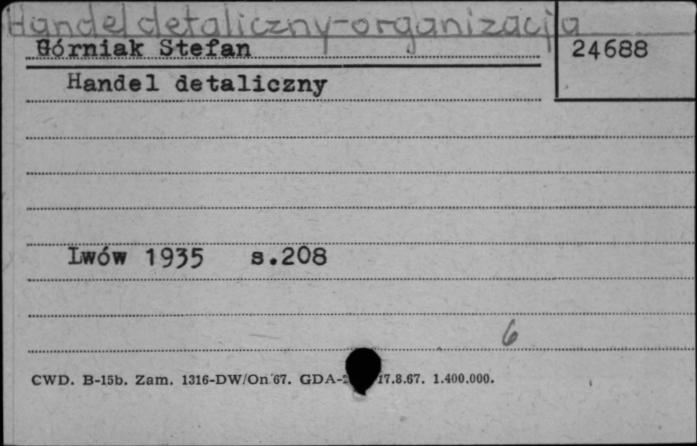 Handel detaliczny-organizacja
Górniak Stefan
24688
Handel detaliczny
Lwów 1935 s.208
6
CWD. B-15b. Zam. 1316-DW/On 67. GDA- 17.8.67. 1.400.000.